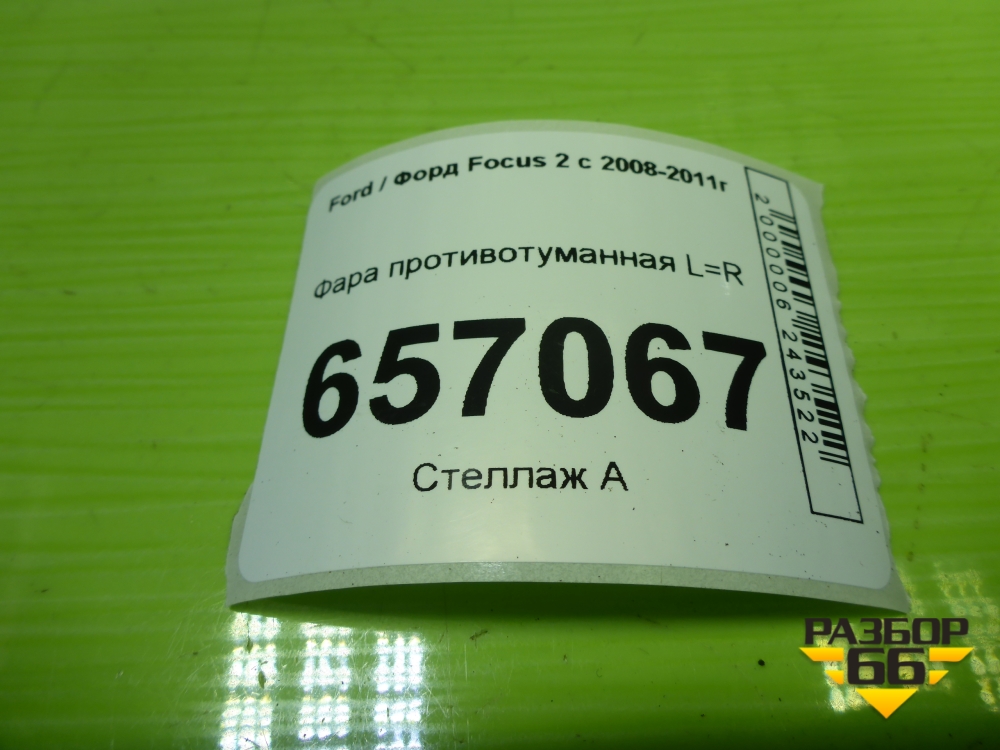 Ford / Форд Focus 2 с 2008-2011г
Фара противотуманная L=R
657067
Стеллаж А
2000006243522
РАЗБОР
66